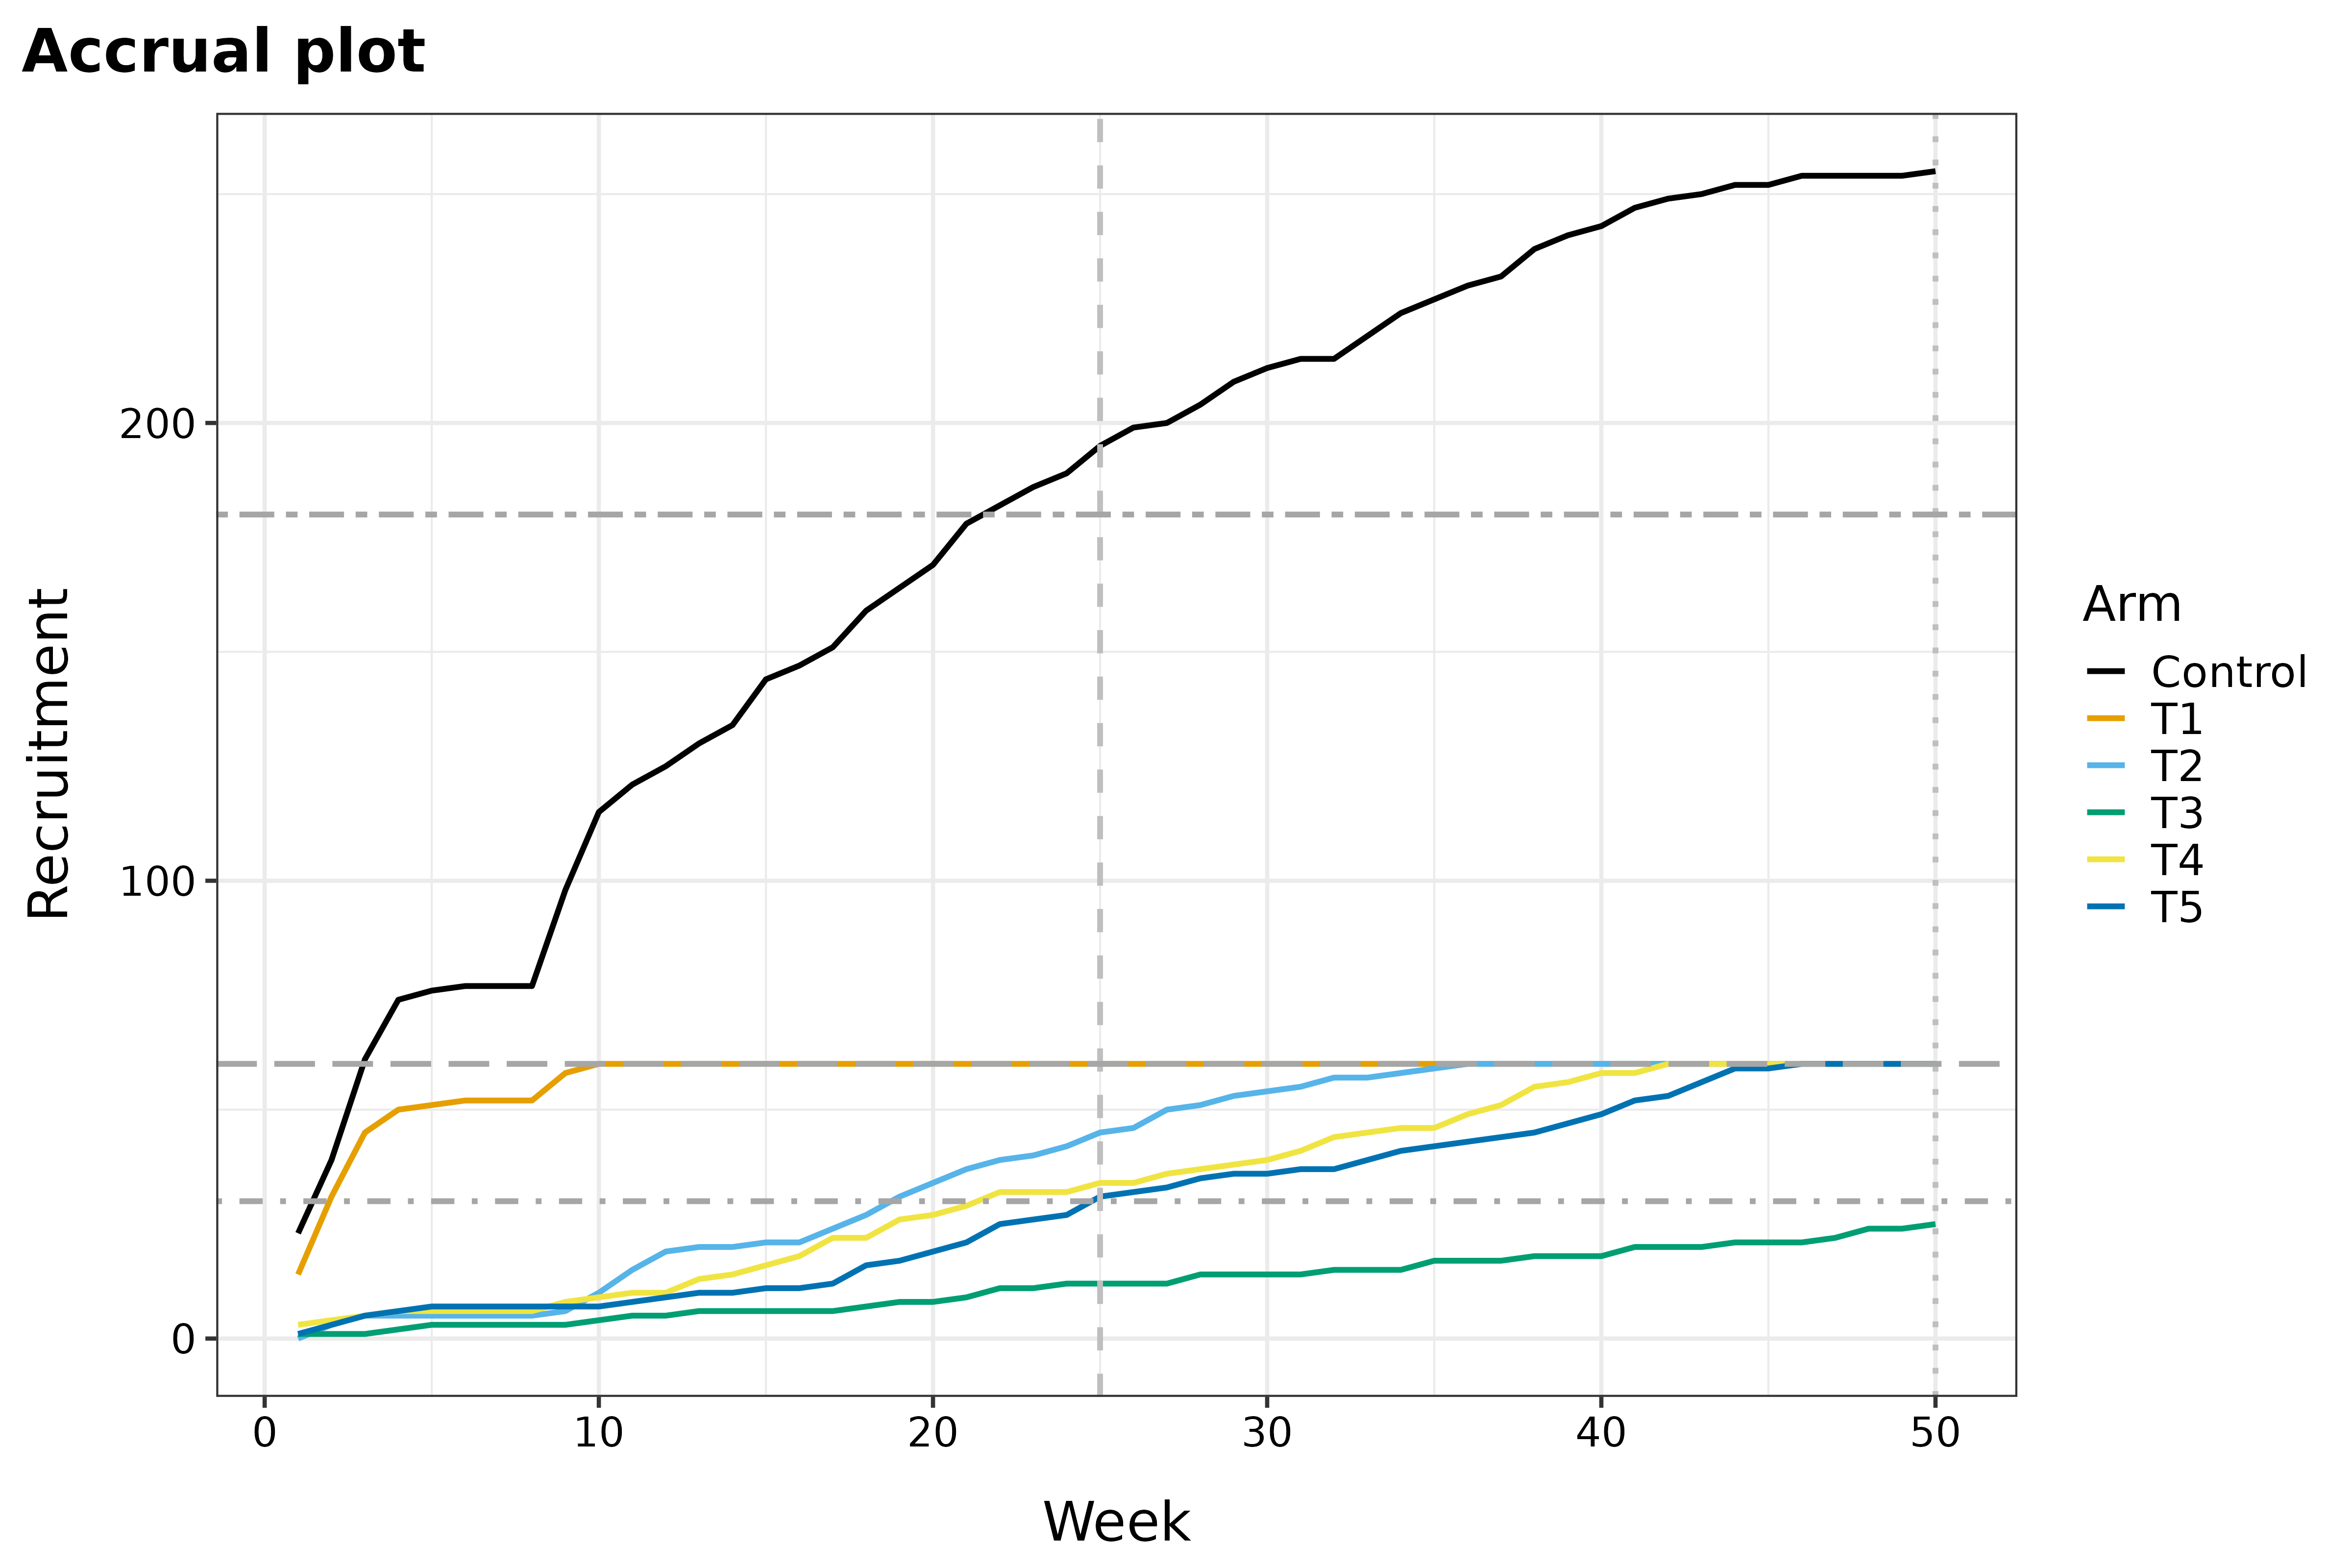 Accrual plot
Recruitment
200
100
0
0 10 20 30 40 50
Week
Arm
Control
T1
T2
T3
T4
T5